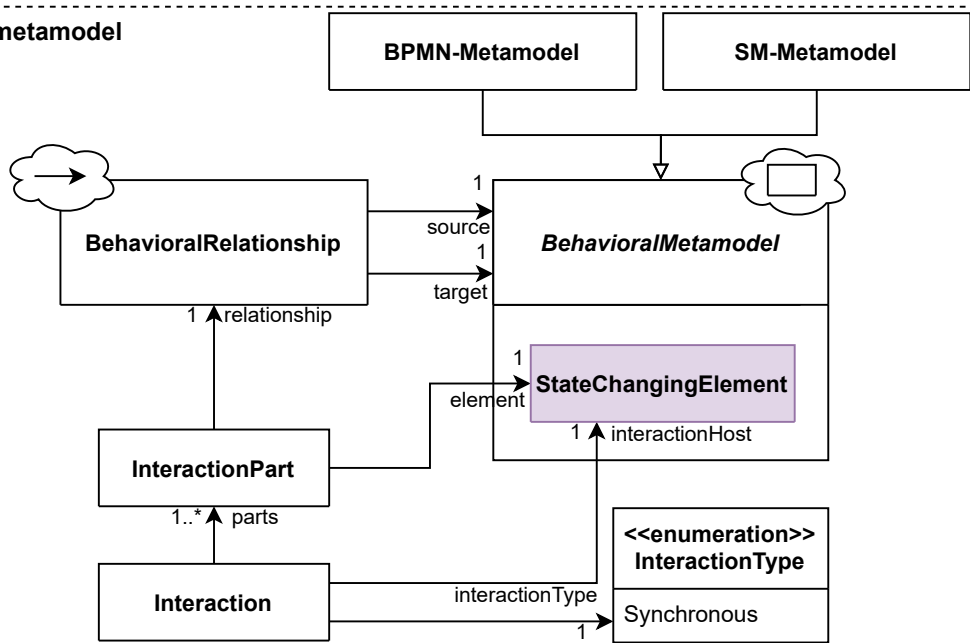 metamodel
BPMN-Metamodel
SM-Metamodel
1
source
BehavioralRelationship
BehavioralMetamodel
1
target
1 relationship
1
StateChangingElement
element
1 interactionHost
InteractionPart
1..* parts
<<enumeration>>
InteractionType
Interaction
interactionType
1
Synchronous